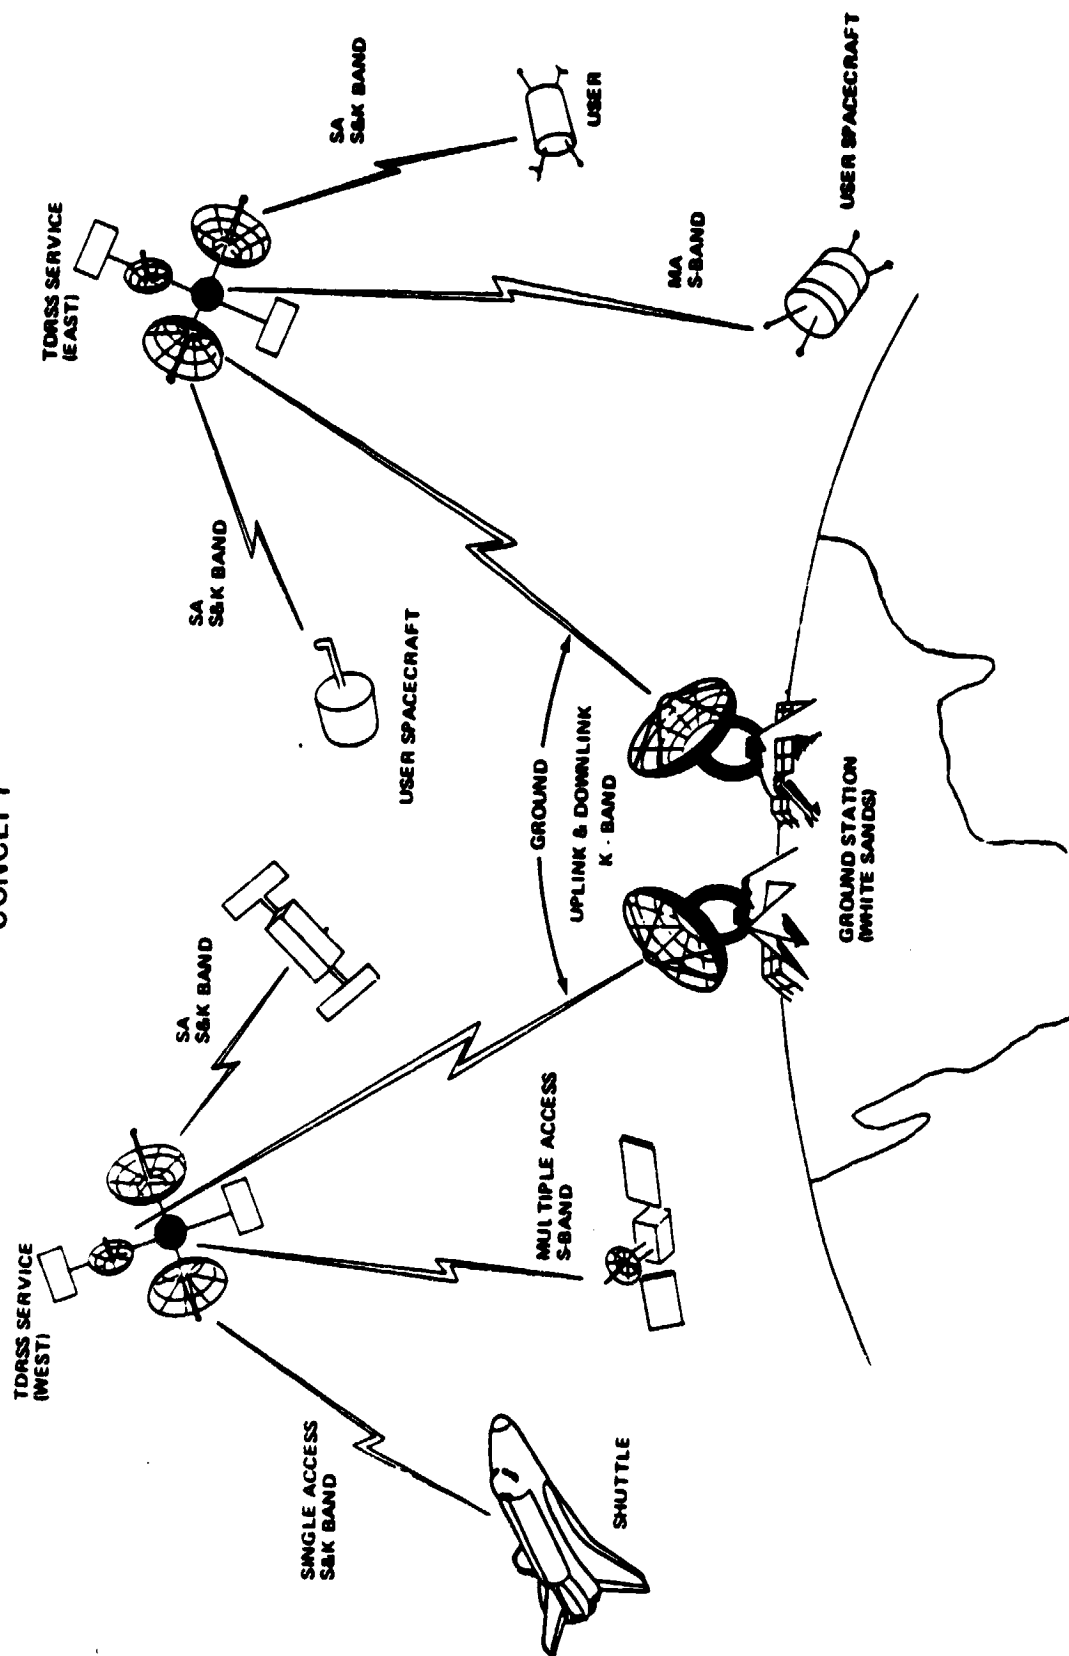 CONCEPT
TDRSS SERVICE
(WEST)
TDRSS SERVICE
(EAST)
SA
S&K BAND
SA
S&K BAND
SA
S&K BAND
SINGLE ACCESS
S&K BAND
MULTIPLE ACCESS
S-BAND
MA
S-BAND
USER
USER SPACECRAFT
GROUND
UPLINK & DOWNLINK
K - BAND
SHUTTLE
GROUND STATION
(WHITE SANDS)
USER SPACECRAFT